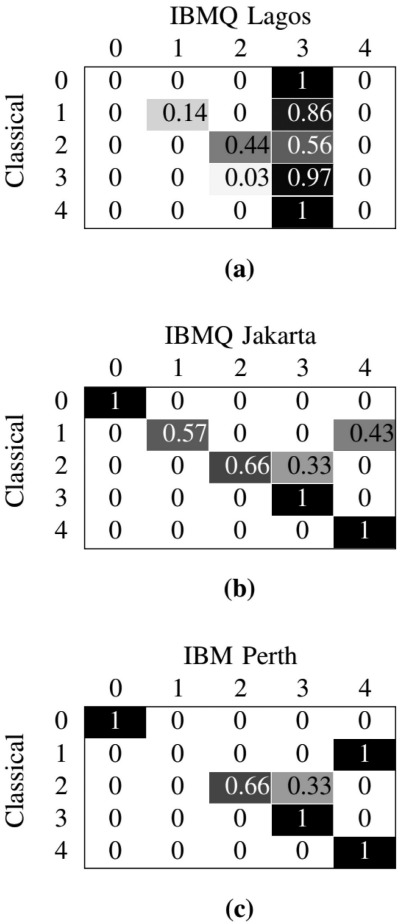 IBMQ Lagos
0 1 2 3 4
Classical
0 0 0 0 1 0
1 0 0.14 0 0.86 0
2 0 0 0.44 0.56 0
3 0 0 0.03 0.97 0
4 0 0 0 1 0
(a)
IBMQ Jakarta
0 1 2 3 4
Classical
0 1 0 0 0 0
1 0 0.57 0 0 0.43
2 0 0 0.66 0.33 0
3 0 0 0 1 0
4 0 0 0 0 1
(b)
IBM Perth
0 1 2 3 4
Classical
0 1 0 0 0 0
1 0 0 0 0 1
2 0 0 0.66 0.33 0
3 0 0 0 1 0
4 0 0 0 0 1
(c)